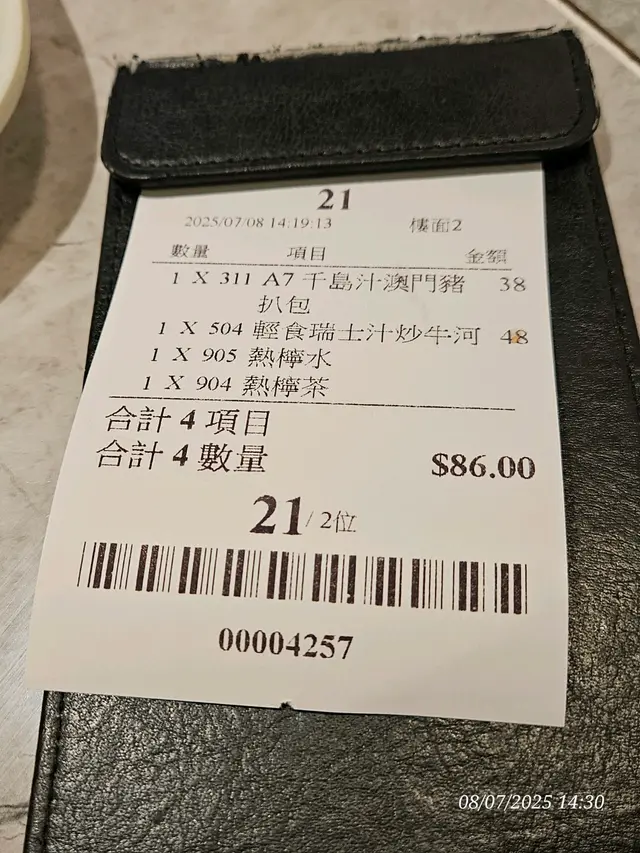 21
2025/07/08 14:19:13 樓面2
數量 項目 金額
1 X 311 A7 千島汁澳門豬 38
扒包
1 X 504 輕食瑞士汁炒牛河 48
1 X 905 熱檸水
1 X 904 熱檸茶
合計 4 項目
合計 4 數量 $86.00
21 / 2位
00004257
08/07/2025 14:30